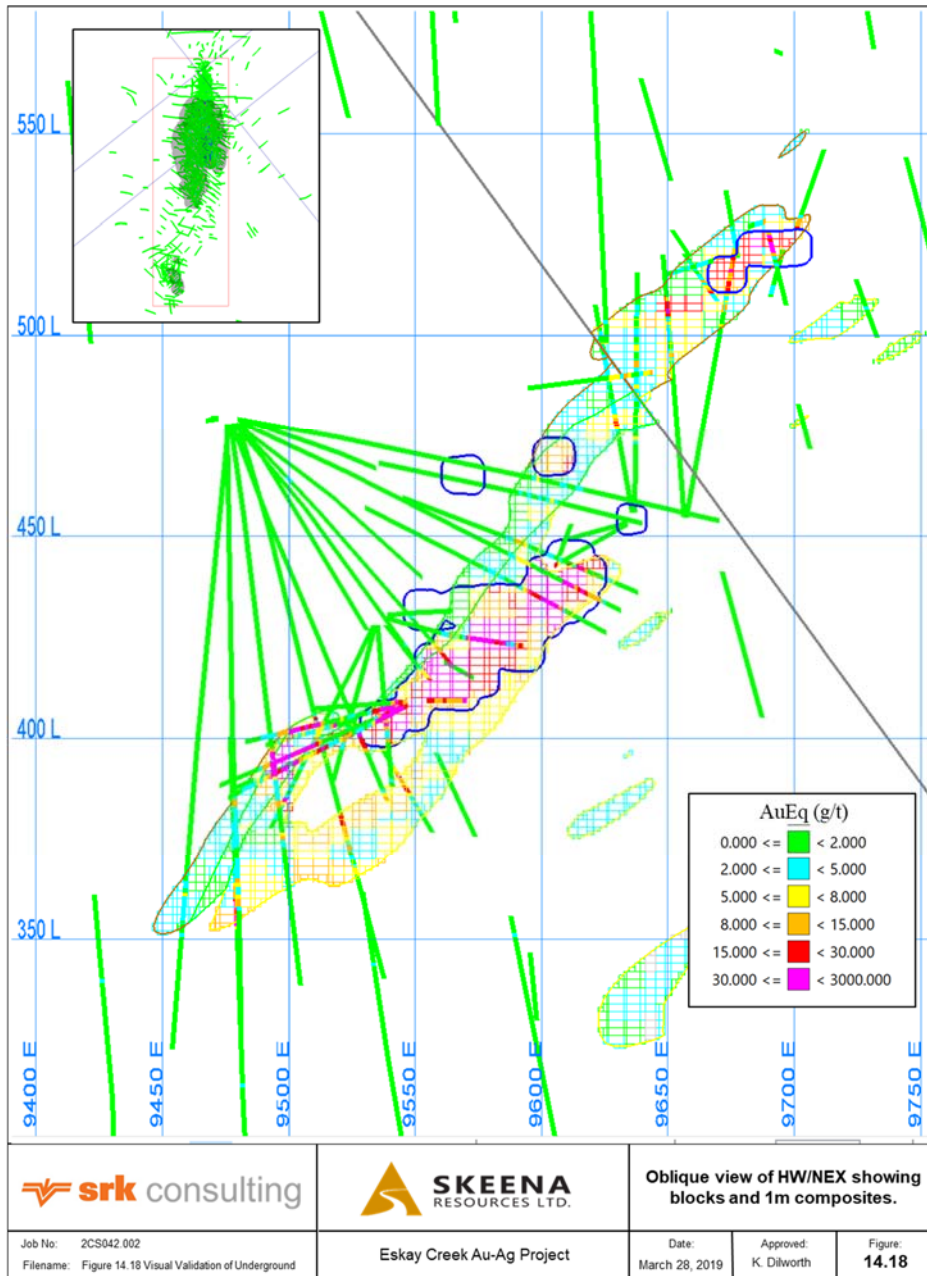 550 L
500 L
450 L
400 L
350 L
9400 E
9450 E
9500 E
9550 E
9600 E
9650 E
9700 E
9750 E
AuEq (g/t)
0.000 <= < 2.000
2.000 <= < 5.000
5.000 <= < 8.000
8.000 <= < 15.000
15.000 <= < 30.000
30.000 <= < 3000.000
srk consulting
SKEENA
RESOURCES LTD.
Oblique view of HW/NEX showing
blocks and 1m composites.
Job No: 2CS042.002
Filename: Figure 14.18 Visual Validation of Underground
Eskay Creek Au-Ag Project
Date:
March 28, 2019
Approved:
K. Dilworth
Figure:
14.18